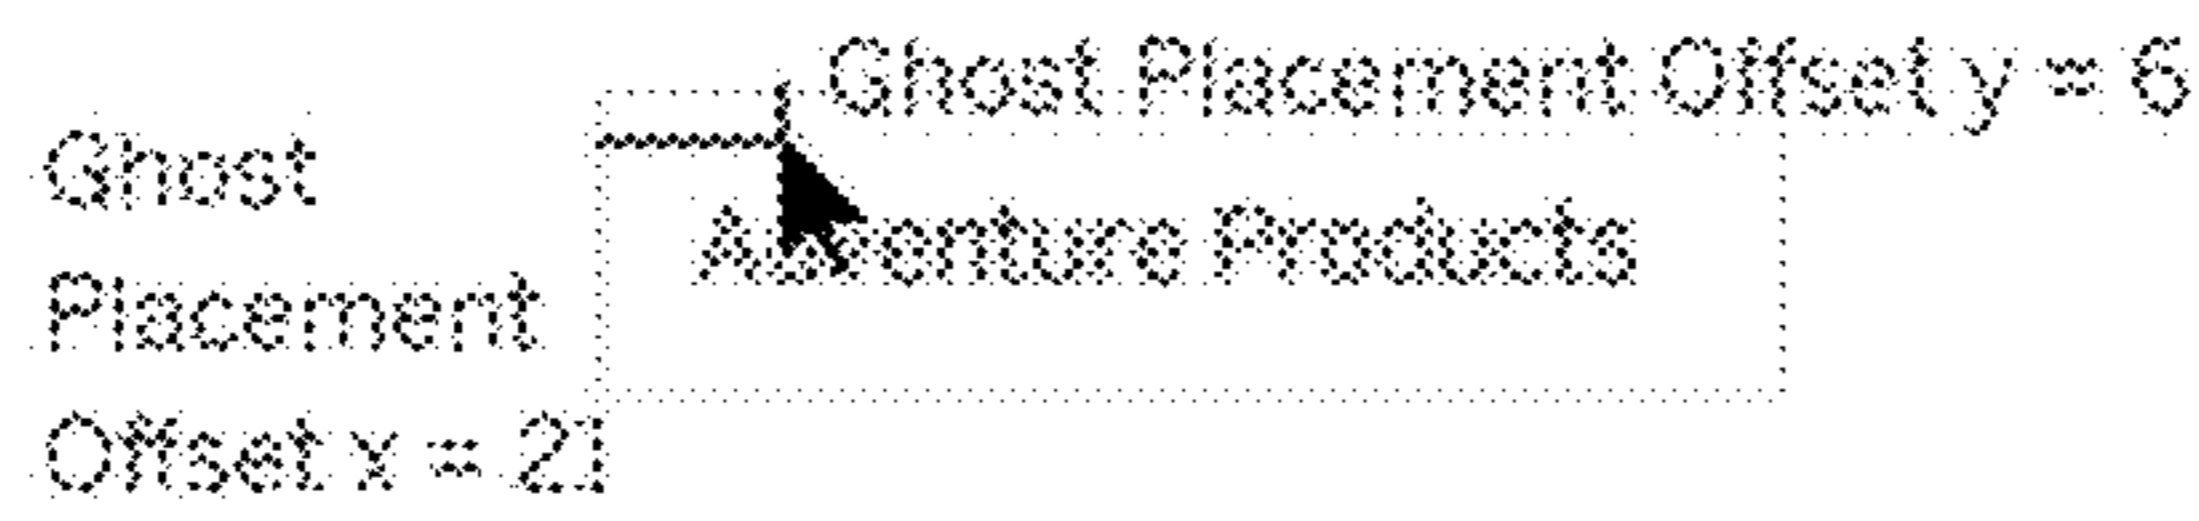 Ghost Placement Offset y = 6
Ghost
Placement
Offset x = 21
Adventure Products